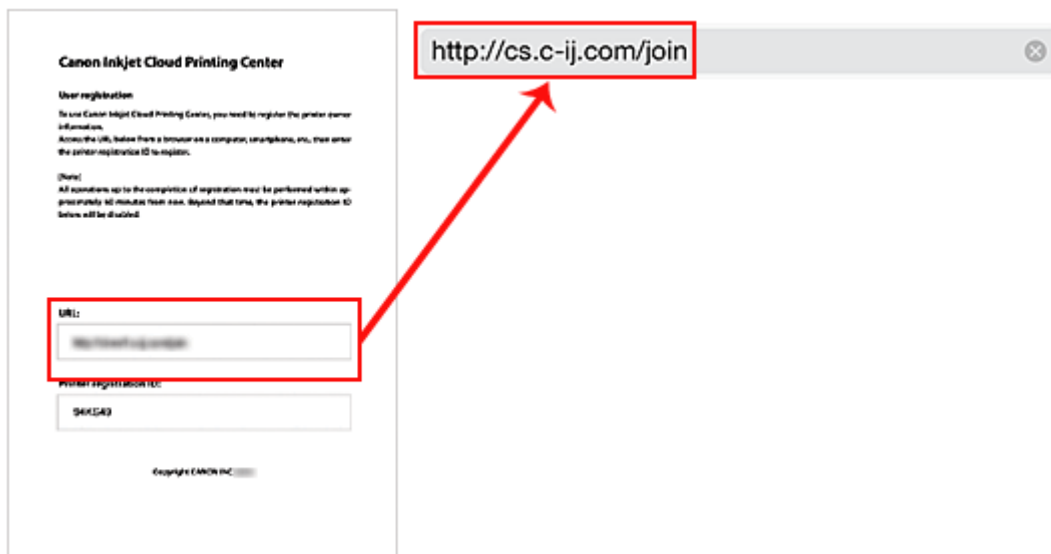 Canon Inkjet Cloud Printing Center
User registration
To use Canon Inkjet Cloud Printing Center, you need to register the printer owner
information.
Access the URL below from a browser on a computer, smartphone, etc., then enter
the printer registration ID to register.
[Note]
All operations up to the completion of registration must be performed within ap-
proximately 60 minutes from now. Beyond that time, the printer registration ID
below will be disabled.
URL:
Printer registration ID:
Copyright CANON INC.
http://cs.c-ij.com/join